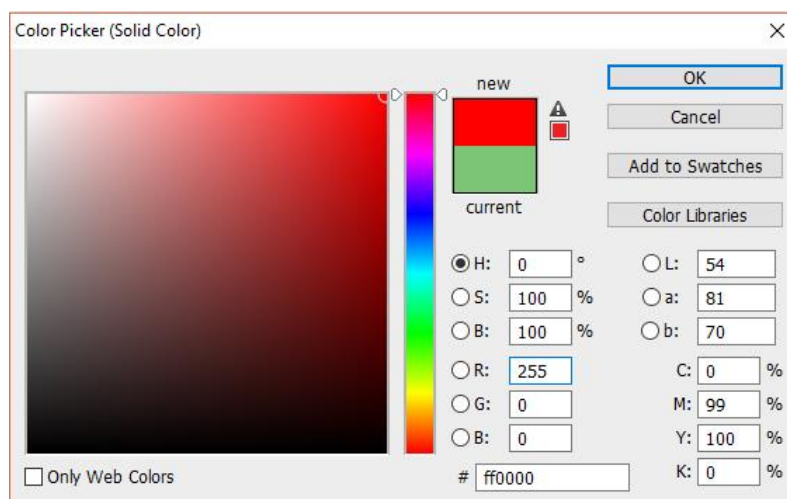 Color Picker (Solid Color)
new
current
OK
Cancel
Add to Swatches
Color Libraries
H: 0 °
S: 100 %
B: 100 %
R: 255
G: 0
B: 0
L: 54
a: 81
b: 70
C: 0 %
M: 99 %
Y: 100 %
K: 0 %
Only Web Colors
# ff0000